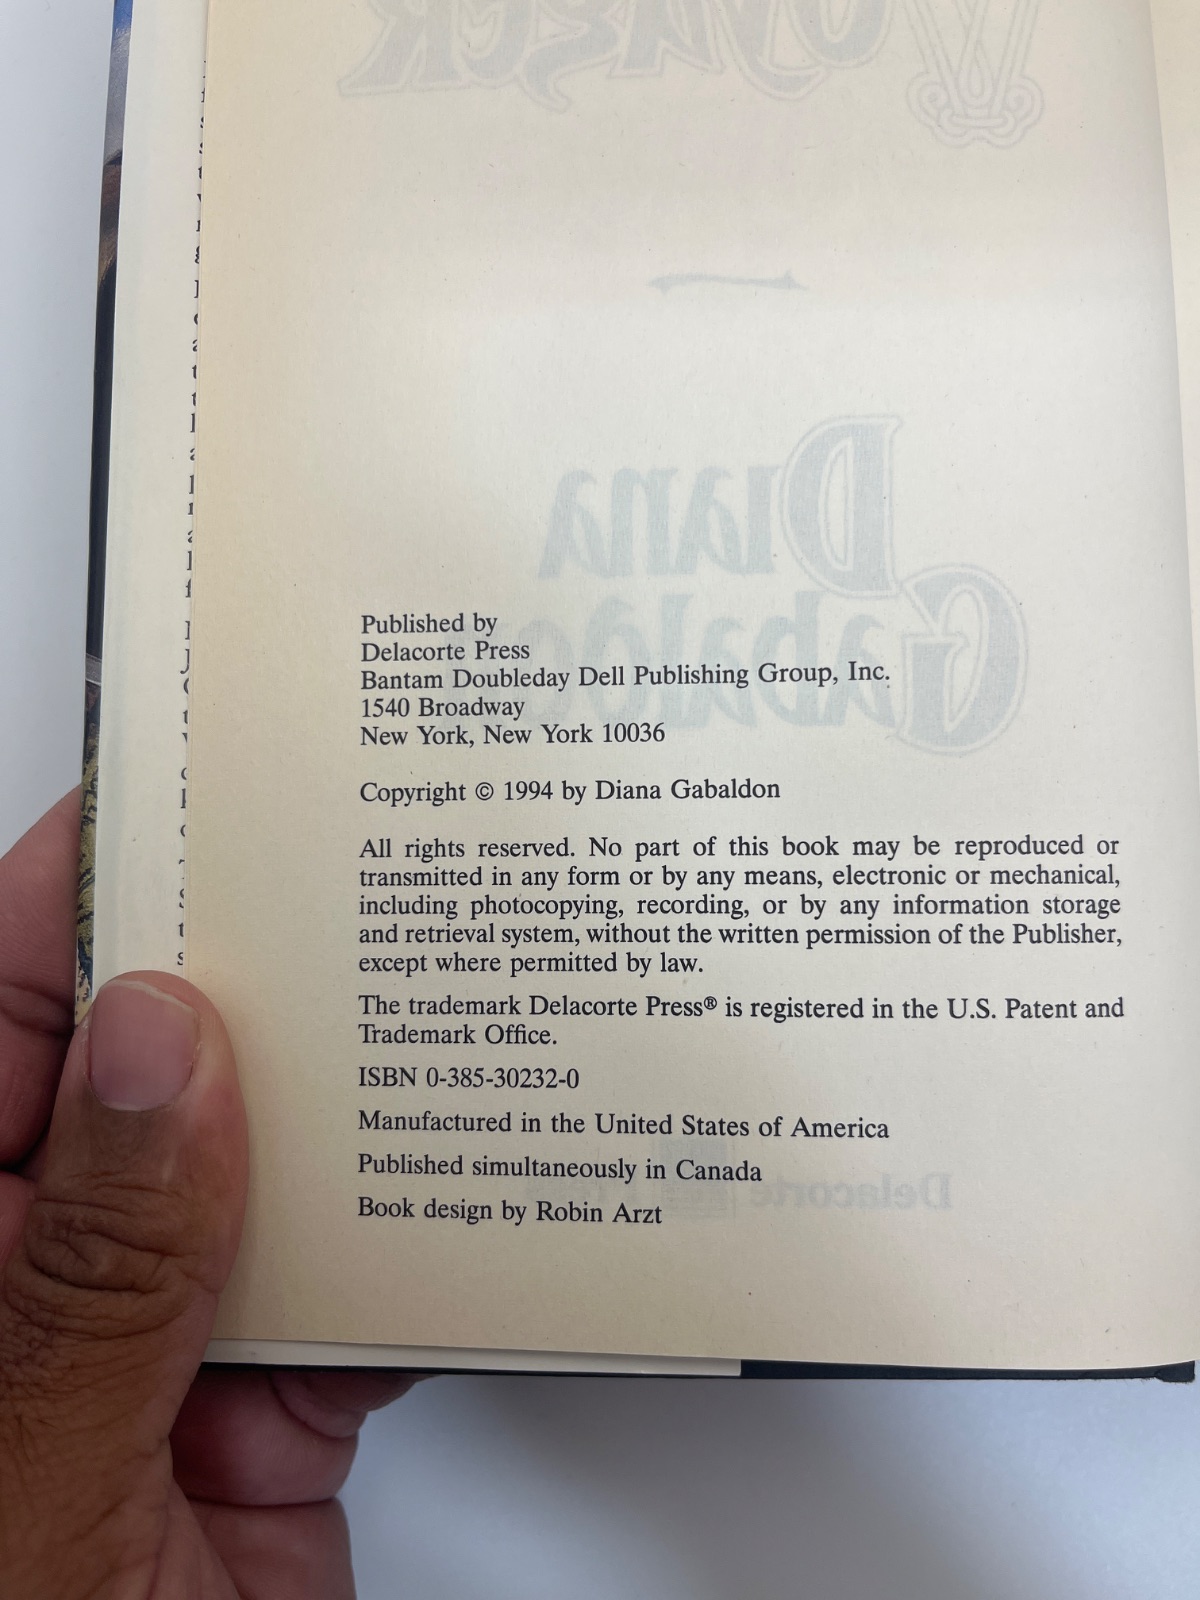 Published by
Delacorte Press
Bantam Doubleday Dell Publishing Group, Inc.
1540 Broadway
New York, New York 10036
Copyright © 1994 by Diana Gabaldon
All rights reserved. No part of this book may be reproduced or
transmitted in any form or by any means, electronic or mechanical,
including photocopying, recording, or by any information storage
and retrieval system, without the written permission of the Publisher,
except where permitted by law.
The trademark Delacorte Press® is registered in the U.S. Patent and
Trademark Office.
ISBN 0-385-30232-0
Manufactured in the United States of America
Published simultaneously in Canada
Book design by Robin Arzt